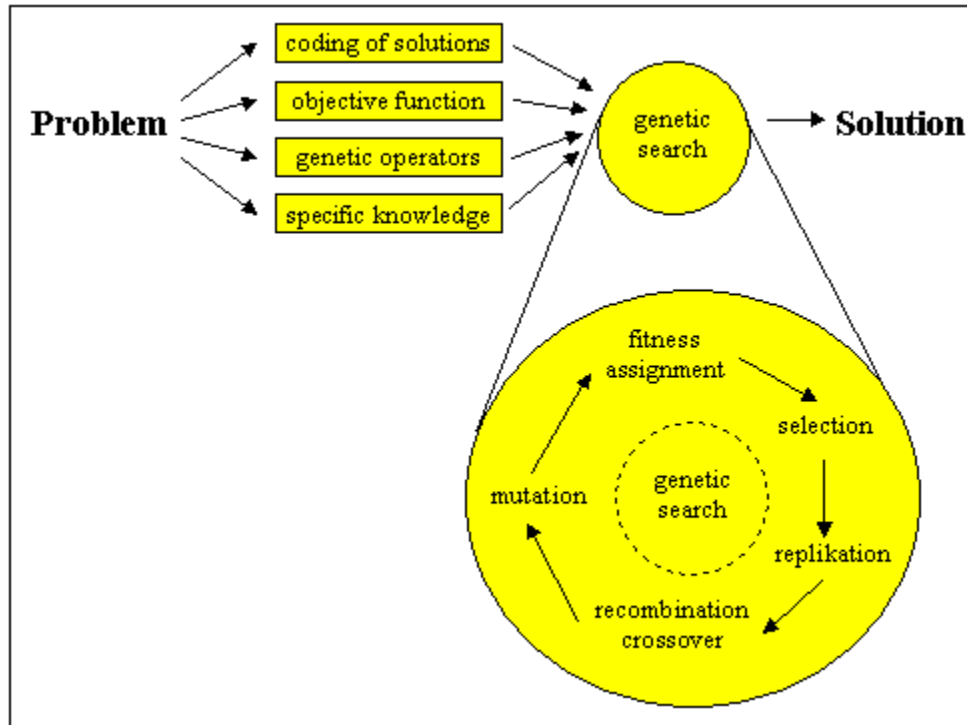 coding of solutions
objective function
Problem
genetic operators
specific knowledge
genetic
search
Solution
fitness
assignment
selection
mutation
genetic
search
replikation
recombination
crossover